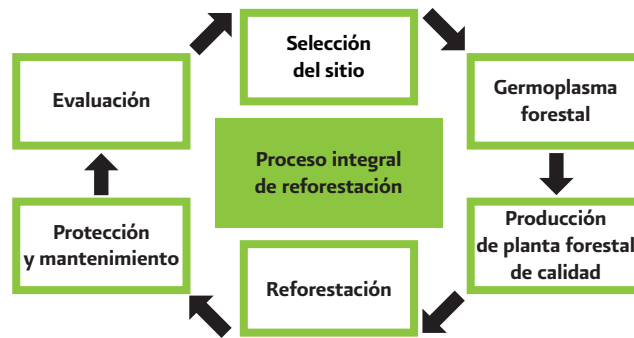 Selección
del sitio
Germoplasma
forestal
Producción
de planta forestal
de calidad
Reforestación
Protección
y mantenimiento
Evaluación
Proceso integral
de reforestación